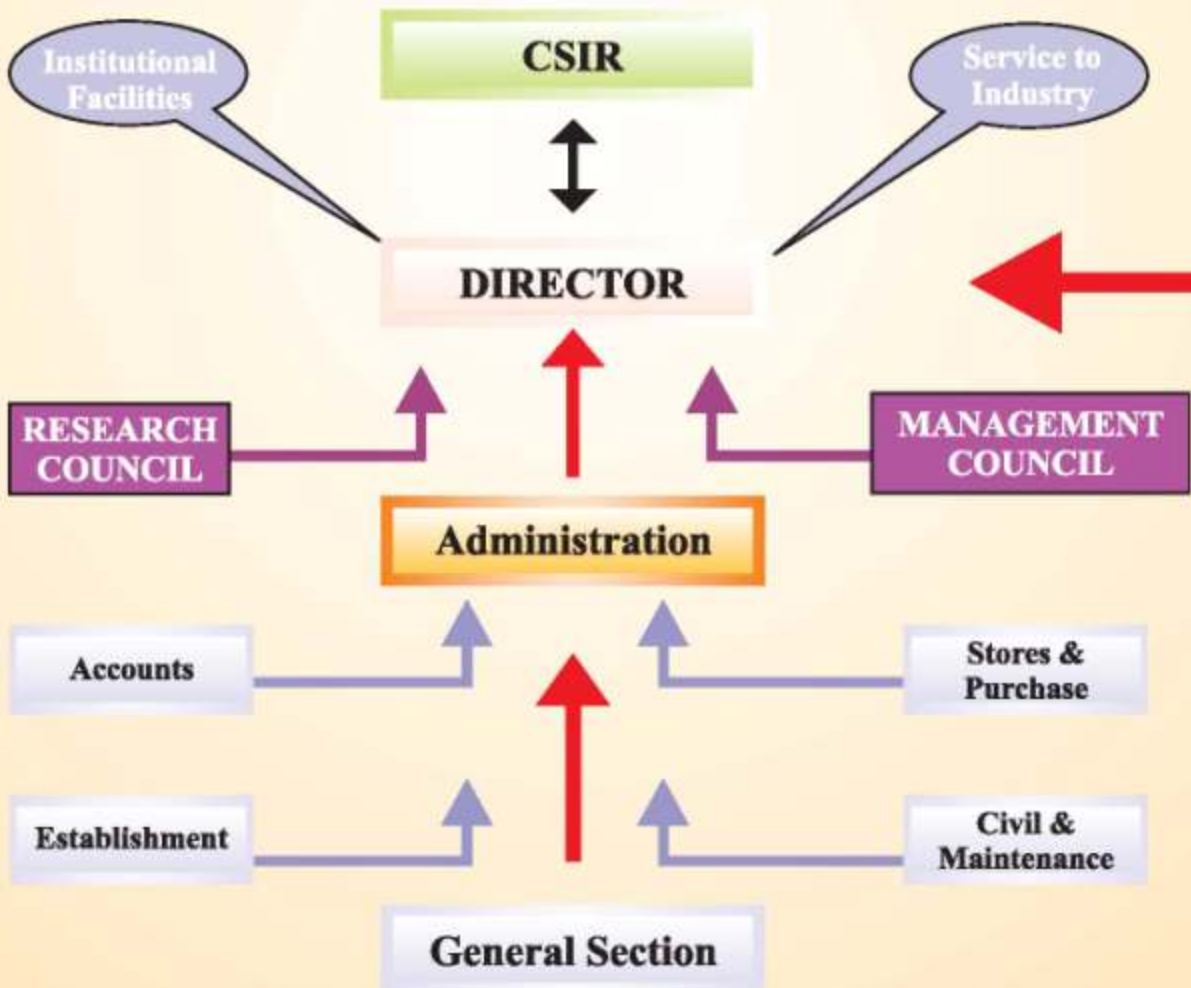 Institutional
Facilities
CSIR
Service to
Industry
DIRECTOR
RESEARCH
COUNCIL
MANAGEMENT
COUNCIL
Administration
Accounts
Stores &
Purchase
Establishment
Civil &
Maintenance
General Section